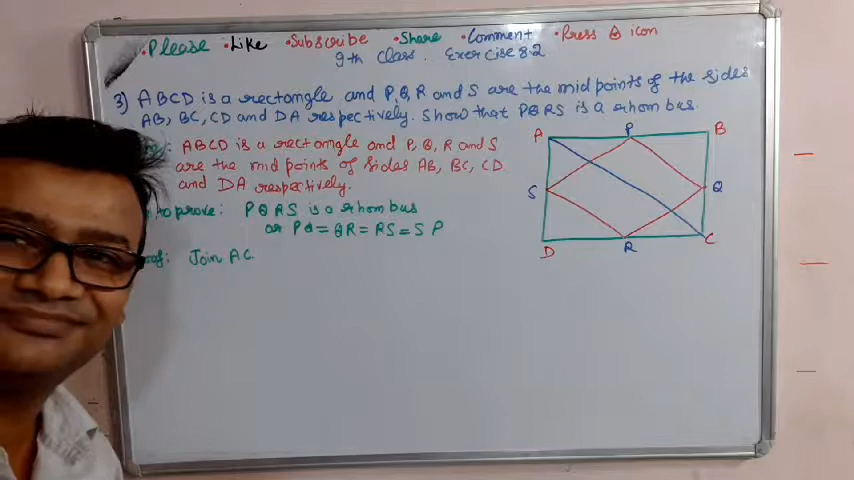 • Please • Like • Subscribe • Share • Comment • Press icon
9th Class. Exercise 8.2
3) ABCD is a rectangle and P, Q, R and S are the mid points of the sides
AB, BC, CD and DA respectively. Show that PQRS is a rhombus.
: ABCD is a rectangle and P, Q, R and S
are the mid points of sides AB, BC, CD
and DA respectively.
to prove: PQRS is a rhombus
or PQ = QR = RS = SP
Join AC
A P B
S Q
D R C